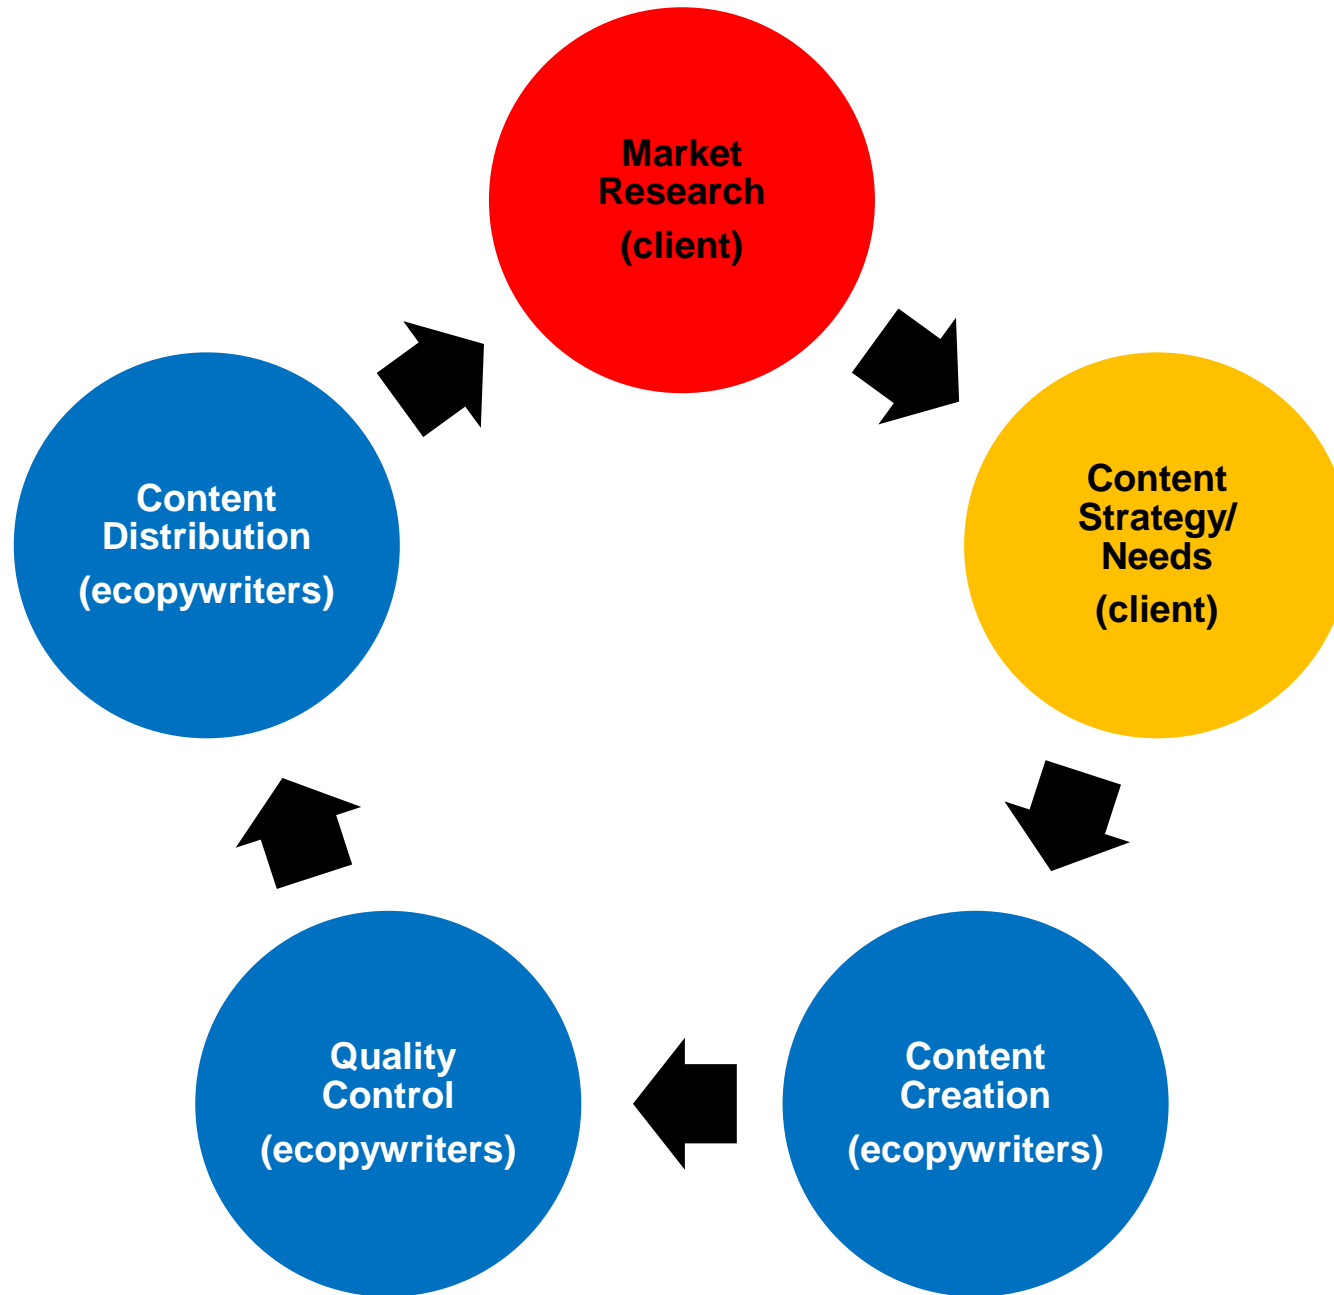 Market
Research
(client)
Content
Strategy/
Needs
(client)
Content
Creation
(ecopywriters)
Quality
Control
(ecopywriters)
Content
Distribution
(ecopywriters)